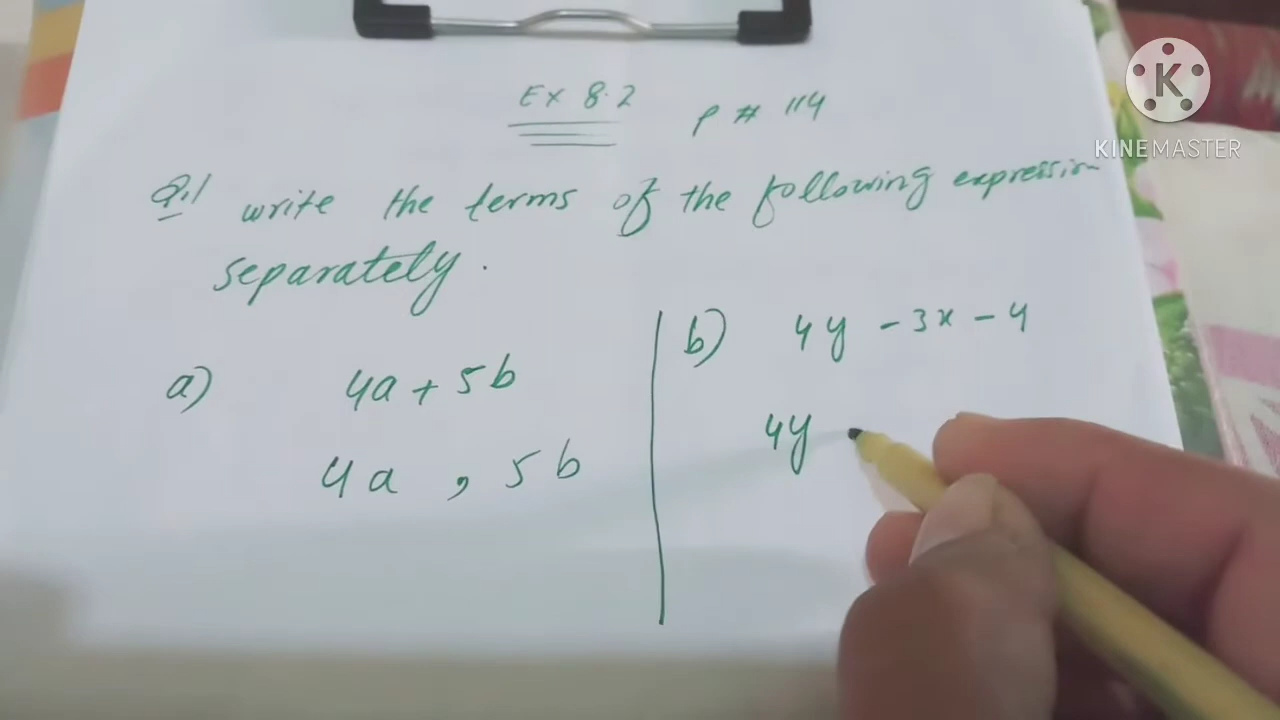 Ex 8.2 P # 114
Q.1 write the terms of the following expression
separately.
a) 4a + 5b
4a , 5b
b) 4y - 3x - 4
4y
K
KINEMASTER